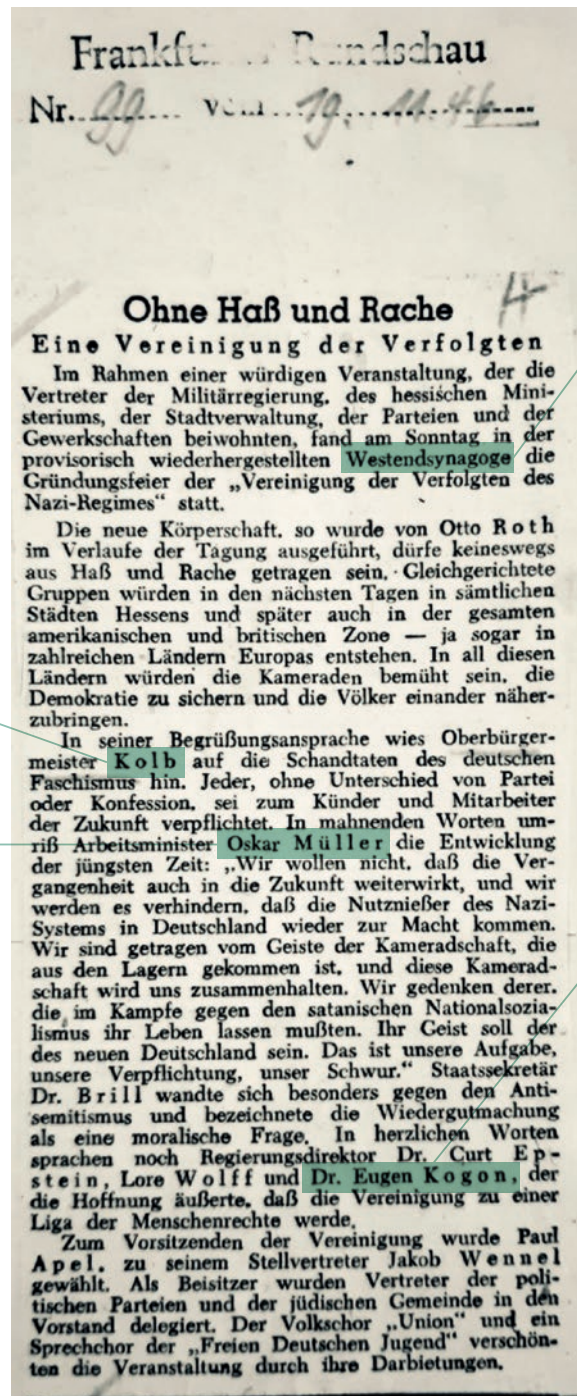 Frankfu... Rundschau
Nr. 99 vom 19. 11. 46
4
Ohne Haß und Rache
Eine Vereinigung der Verfolgten
Im Rahmen einer würdigen Veranstaltung, der die
Vertreter der Militärregierung, des hessischen Mini-
steriums, der Stadtverwaltung, der Parteien und der
Gewerkschaften beiwohnten, fand am Sonntag in der
provisorisch wiederhergestellten Westendsynagoge die
Gründungsfeier der „Vereinigung der Verfolgten des
Nazi-Regimes“ statt.
Die neue Körperschaft, so wurde von Otto Roth
im Verlaufe der Tagung ausgeführt, dürfe keineswegs
aus Haß und Rache getragen sein. Gleichgerichtete
Gruppen würden in den nächsten Tagen in sämtlichen
Städten Hessens und später auch in der gesamten
amerikanischen und britischen Zone — ja sogar in
zahlreichen Ländern Europas entstehen. In all diesen
Ländern würden die Kameraden bemüht sein, die
Demokratie zu sichern und die Völker einander näher-
zubringen.
In seiner Begrüßungsansprache wies Oberbürger-
meister Kolb auf die Schandtaten des deutschen
Faschismus hin. Jeder, ohne Unterschied von Partei
oder Konfession, sei zum Künder und Mitarbeiter
der Zukunft verpflichtet. In mahnenden Worten um-
riß Arbeitsminister Oskar Müller die Entwicklung
der jüngsten Zeit: „Wir wollen nicht, daß die Ver-
gangenheit auch in die Zukunft weiterwirkt, und wir
werden es verhindern, daß die Nutznießer des Nazi-
Systems in Deutschland wieder zur Macht kommen.
Wir sind getragen vom Geiste der Kameradschaft, die
aus den Lagern gekommen ist, und diese Kamerad-
schaft wird uns zusammenhalten. Wir gedenken derer,
die im Kampfe gegen den satanischen Nationalsozia-
lismus ihr Leben lassen mußten. Ihr Geist soll der
des neuen Deutschland sein. Das ist unsere Aufgabe,
unsere Verpflichtung, unser Schwur.“ Staatssekretär
Dr. Brill wandte sich besonders gegen den Anti-
semitismus und bezeichnete die Wiedergutmachung
als eine moralische Frage. In herzlichen Worten
sprachen noch Regierungsdirektor Dr. Curt Ep-
stein, Lore Wolff und Dr. Eugen Kogon, der
die Hoffnung äußerte, daß die Vereinigung zu einer
Liga der Menschenrechte werde.
Zum Vorsitzenden der Vereinigung wurde Paul
Apel, zu seinem Stellvertreter Jakob Wennel
gewählt. Als Beisitzer wurden Vertreter der poli-
tischen Parteien und der jüdischen Gemeinde in den
Vorstand delegiert. Der Volkschor „Union“ und ein
Sprechchor der „Freien Deutschen Jugend“ verschön-
ten die Veranstaltung durch ihre Darbietungen.